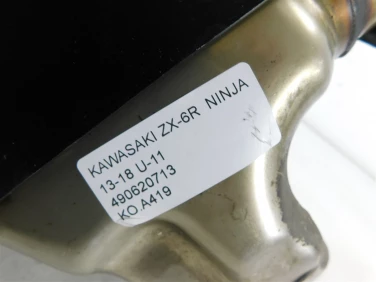 KAWASAKI ZX-6R NINJA
13-18 U-11
490620713
KO A419